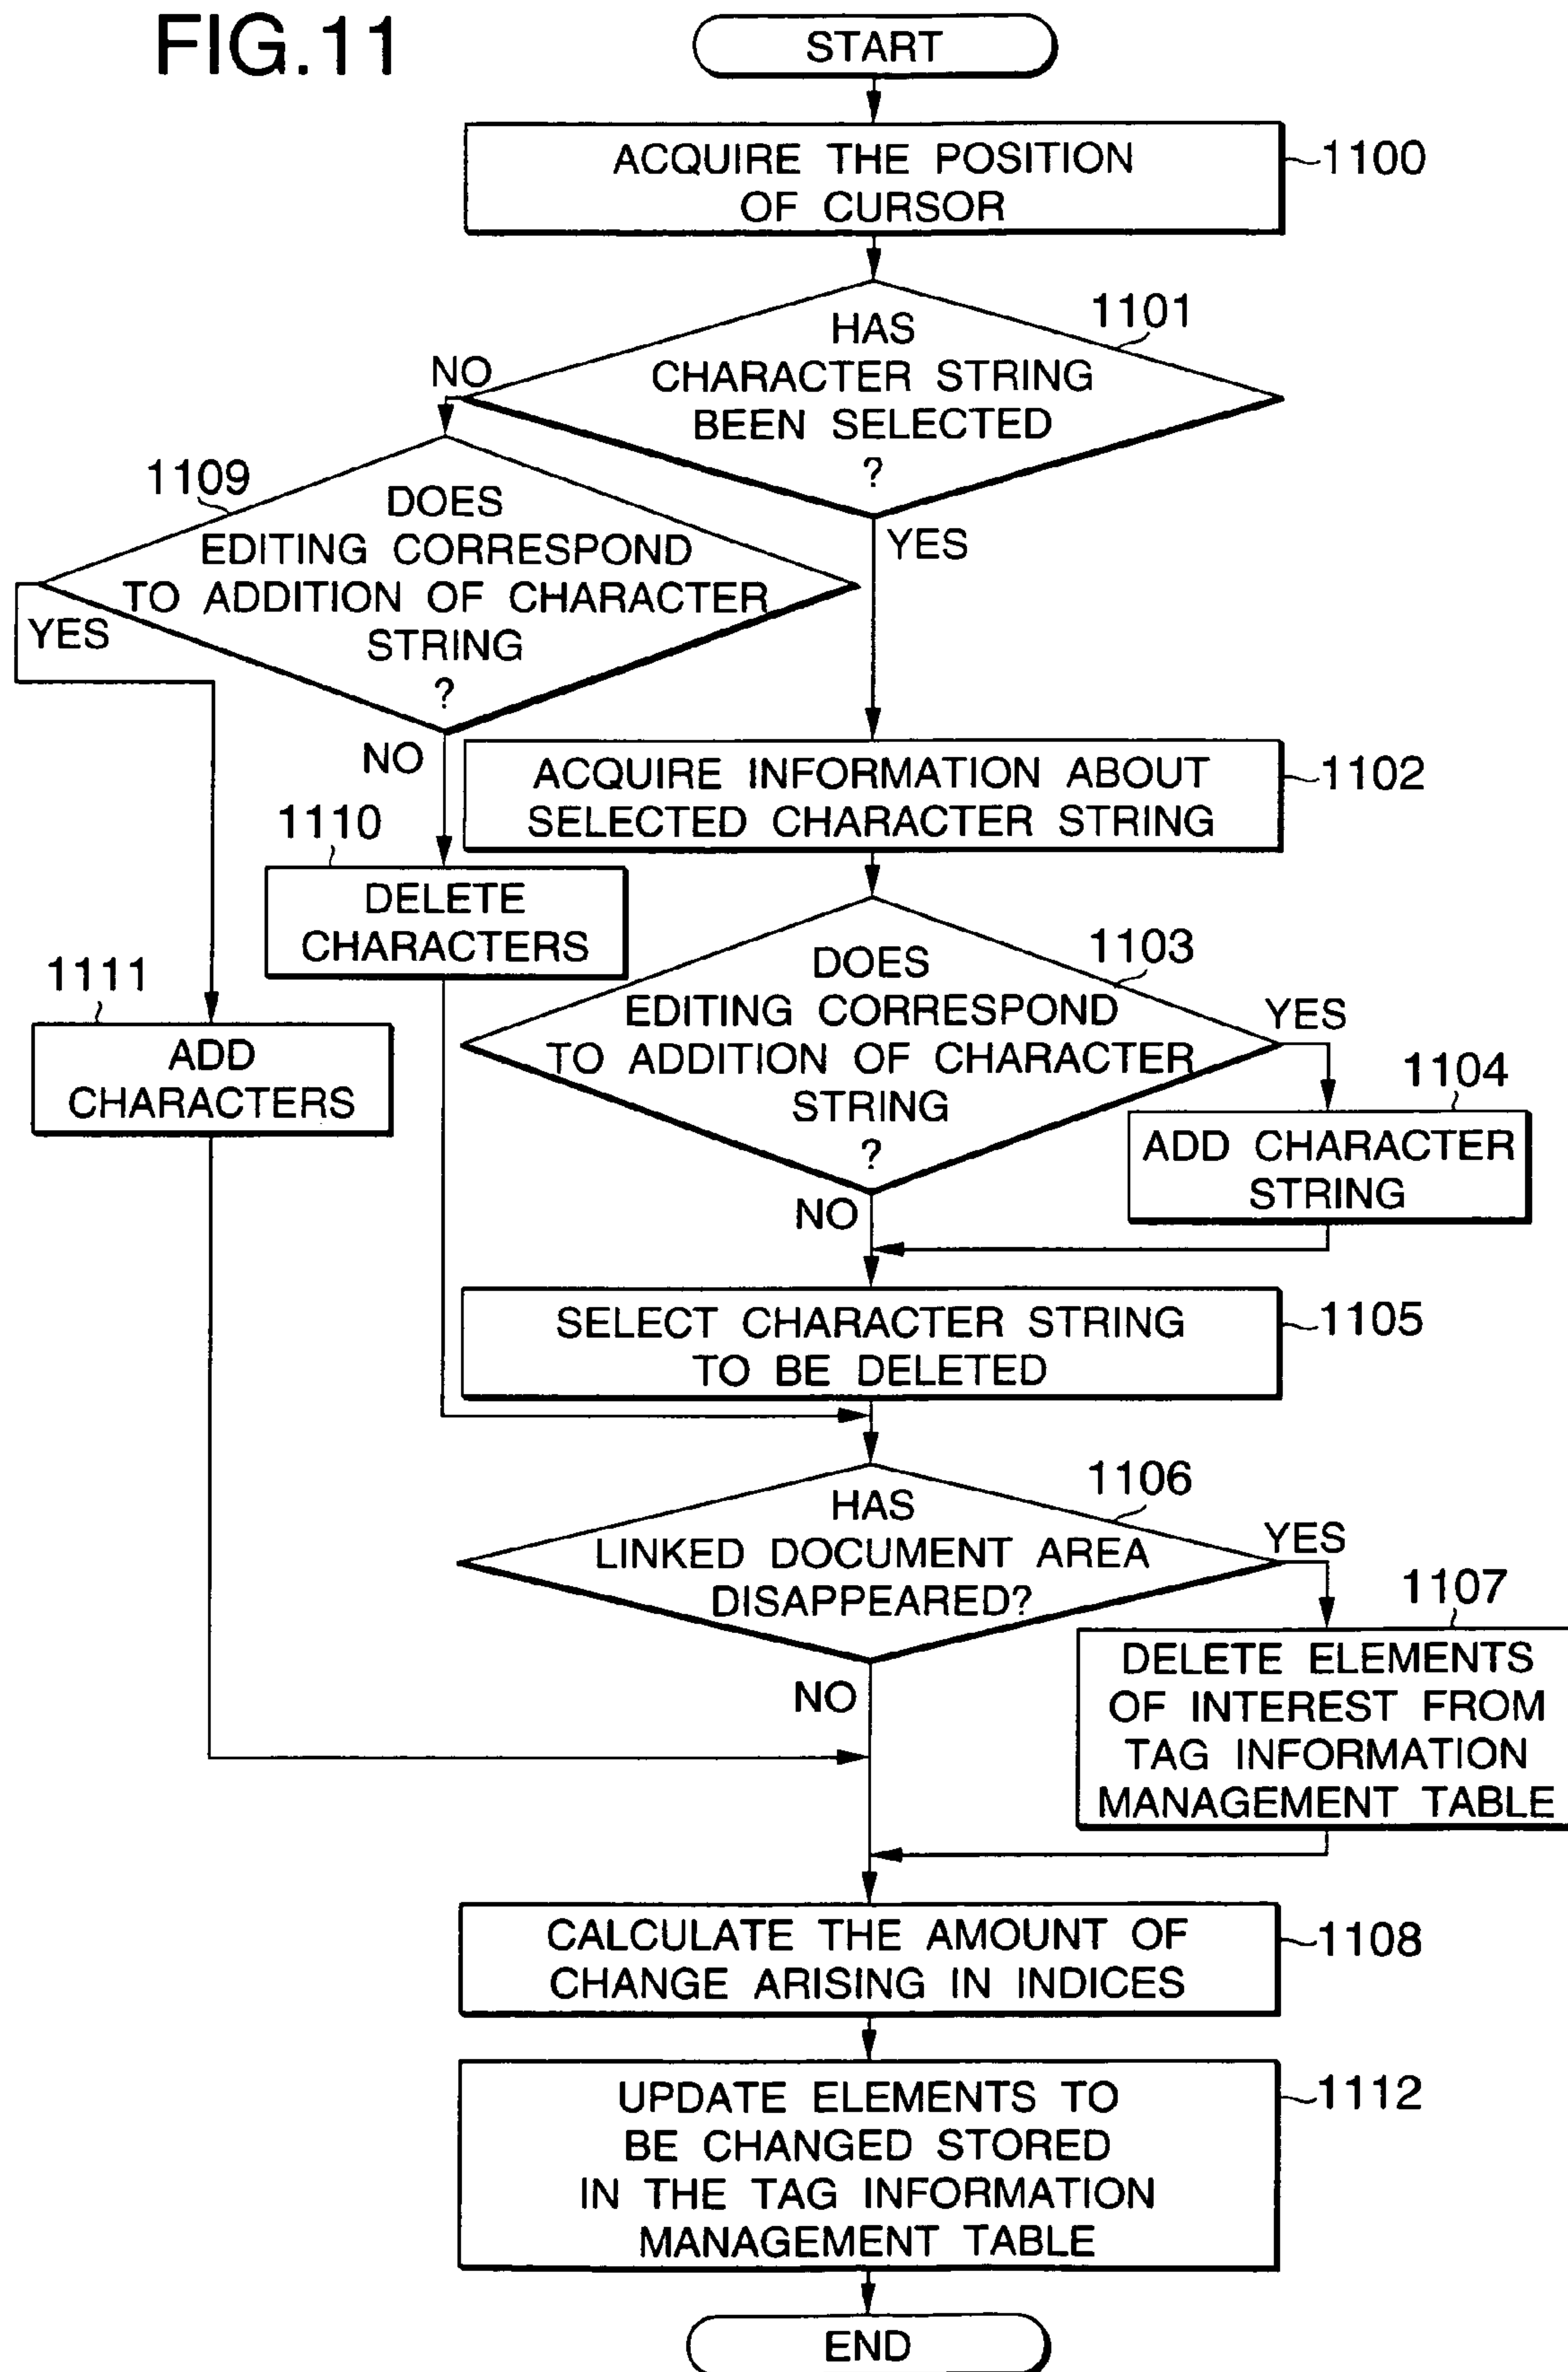 FIG.11
START
ACQUIRE THE POSITION
OF CURSOR
1100
HAS
CHARACTER STRING
BEEN SELECTED
?
1101
NO
YES
1109
DOES
EDITING CORRESPOND
TO ADDITION OF CHARACTER
STRING
?
YES
NO
ACQUIRE INFORMATION ABOUT
SELECTED CHARACTER STRING
1102
1110
DELETE
CHARACTERS
1111
ADD
CHARACTERS
1103
DOES
EDITING CORRESPOND
TO ADDITION OF CHARACTER
STRING
?
YES
NO
1104
ADD CHARACTER
STRING
SELECT CHARACTER STRING
TO BE DELETED
1105
1106
HAS
LINKED DOCUMENT AREA
DISAPPEARED?
YES
NO
1107
DELETE ELEMENTS
OF INTEREST FROM
TAG INFORMATION
MANAGEMENT TABLE
CALCULATE THE AMOUNT OF
CHANGE ARISING IN INDICES
1108
UPDATE ELEMENTS TO
BE CHANGED STORED
IN THE TAG INFORMATION
MANAGEMENT TABLE
1112
END